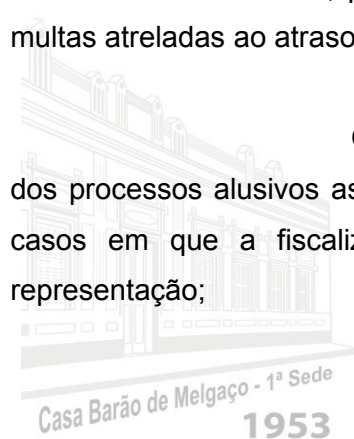 multas atreladas ao atraso
dos processos alusivos as
casos em que a fiscaliz
representação;
Casa Barão de Melgaço - 1ª Sede
1953